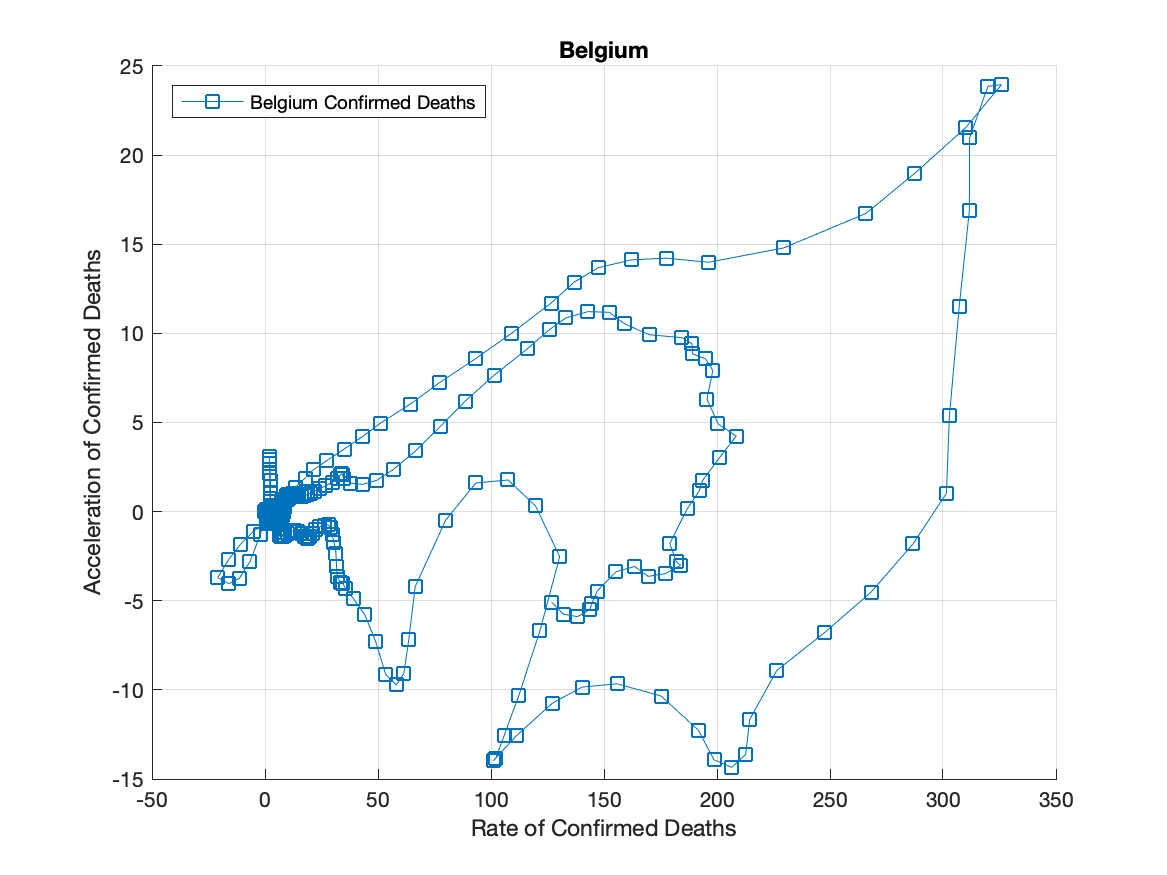 Belgium
Belgium Confirmed Deaths
Acceleration of Confirmed Deaths
25
20
15
10
5
0
-5
-10
-15
-50 0 50 100 150 200 250 300 350
Rate of Confirmed Deaths